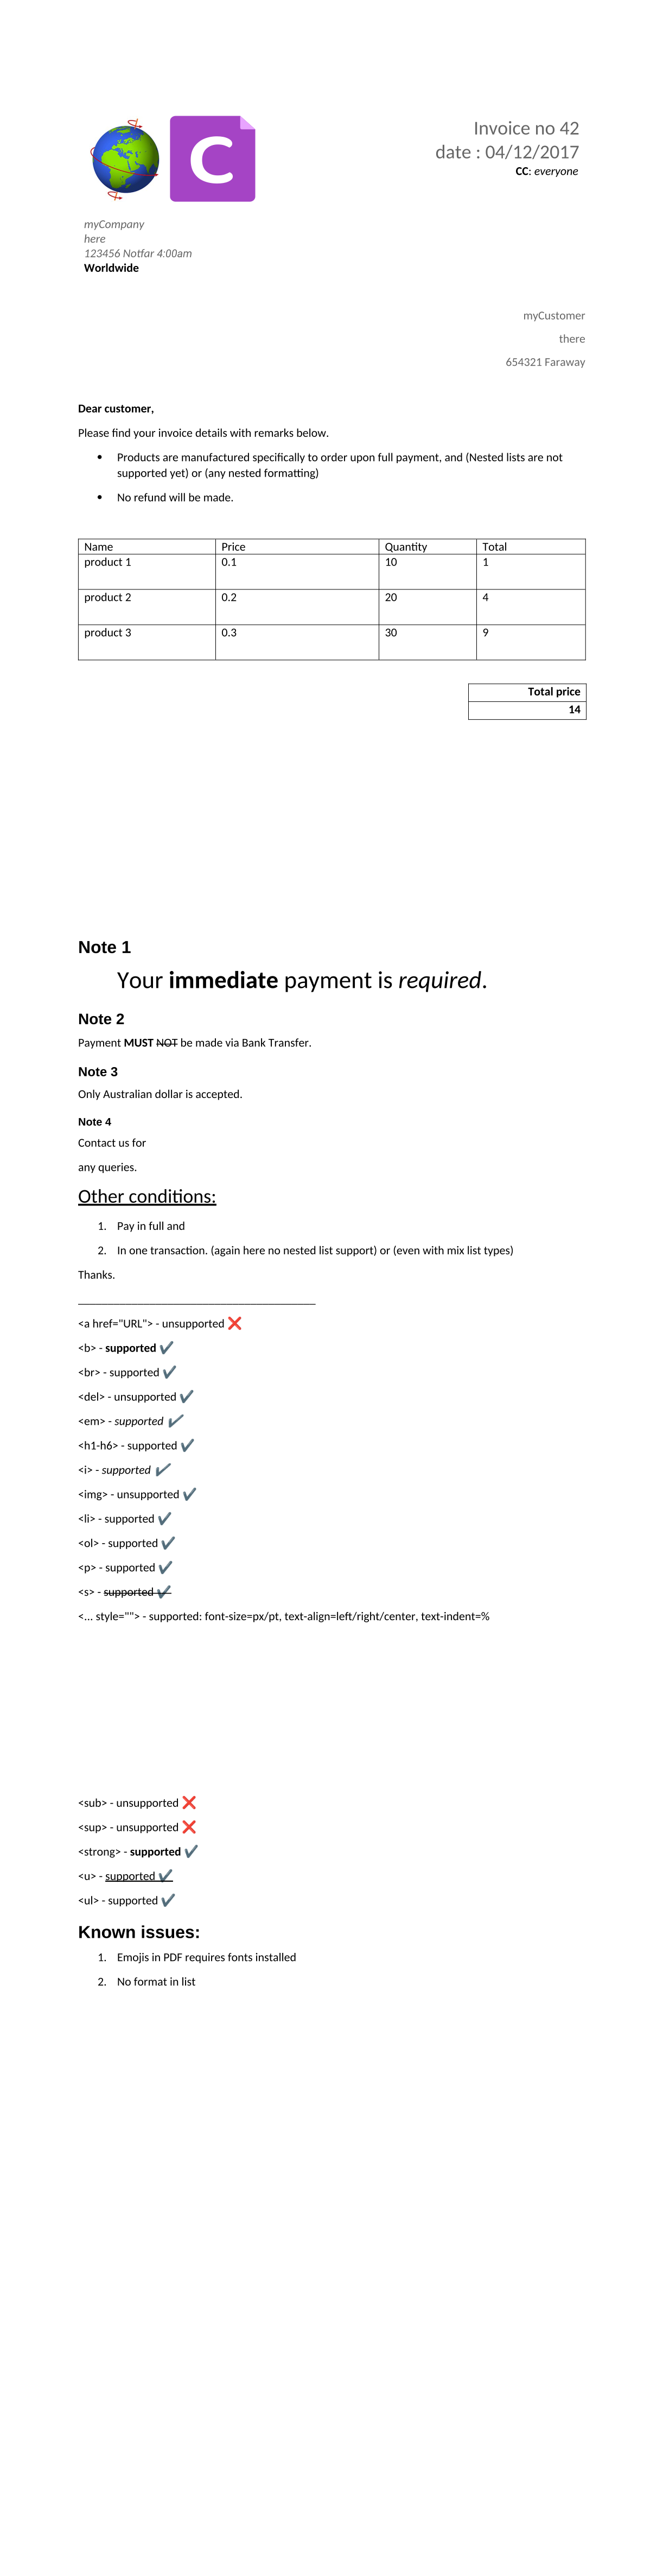 C
Invoice no 42
date : 04/12/2017
CC: everyone
myCompany
here
123456 Notfar 4:00am
Worldwide
myCustomer
there
654321 Faraway
Dear customer,
Please find your invoice details with remarks below.
• Products are manufactured specifically to order upon full payment, and (Nested lists are not
supported yet) or (any nested formatting)
• No refund will be made.
Name Price Quantity Total
product 1 0.1 10 1
product 2 0.2 20 4
product 3 0.3 30 9
Total price
14
Note 1
Your immediate payment is required.
Note 2
Payment MUST NOT be made via Bank Transfer.
Note 3
Only Australian dollar is accepted.
Note 4
Contact us for
any queries.
Other conditions:
1. Pay in full and
2. In one transaction. (again here no nested list support) or (even with mix list types)
Thanks.
<a href="URL"> - unsupported ❌
<b> - supported ✔
<br> - supported ✔
<del> - unsupported ✔
<em> - supported ✔
<h1-h6> - supported ✔
<i> - supported ✔
<img> - unsupported ✔
<li> - supported ✔
<ol> - supported ✔
<p> - supported ✔
<s> - supported ✔
<... style=""> - supported: font-size=px/pt, text-align=left/right/center, text-indent=%
<sub> - unsupported ❌
<sup> - unsupported ❌
<strong> - supported ✔
<u> - supported ✔
<ul> - supported ✔
Known issues:
1. Emojis in PDF requires fonts installed
2. No format in list